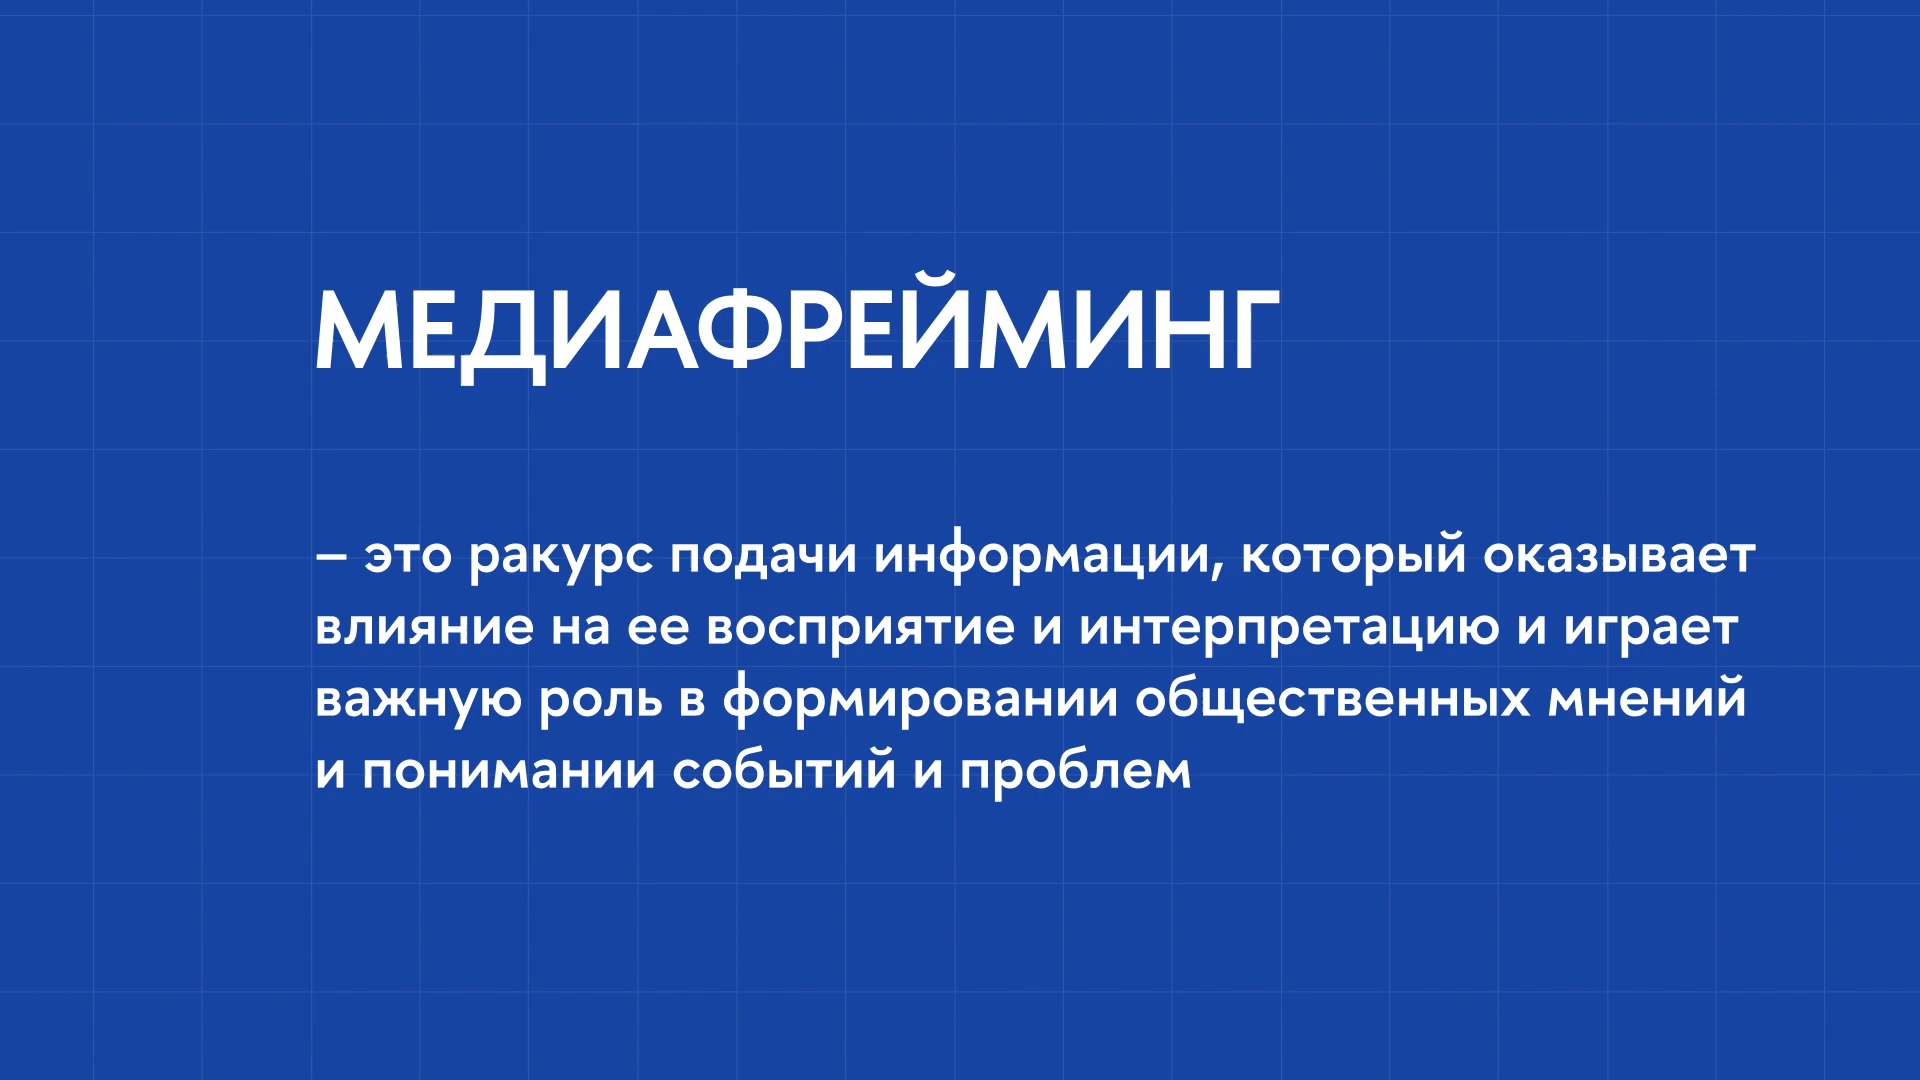 МЕДИАФРЕЙМИНГ
– это ракурс подачи информации, который оказывает
влияние на ее восприятие и интерпретацию и играет
важную роль в формировании общественных мнений
и понимании событий и проблем